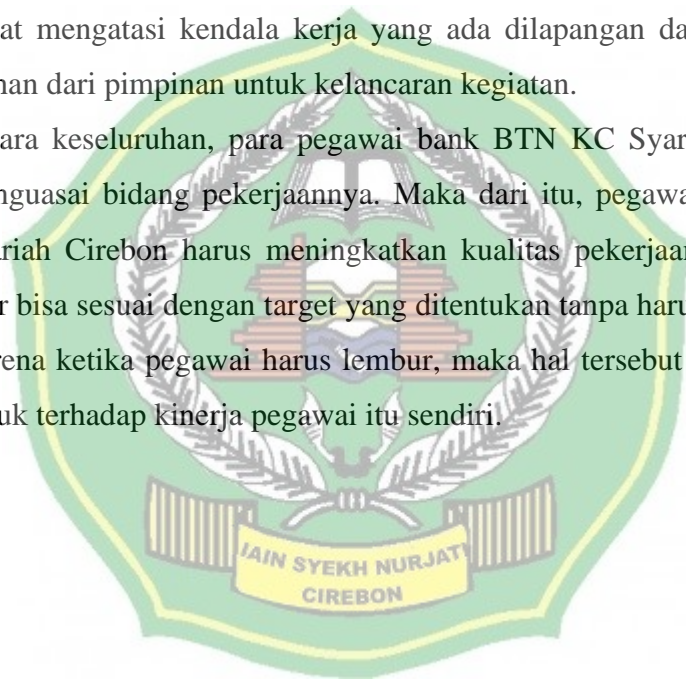 at mengatasi kendala kerja yang ada dilapangan da
nan dari pimpinan untuk kelancaran kegiatan.
ara keseluruhan, para pegawai bank BTN KC Syar
nguasai bidang pekerjaannya. Maka dari itu, pegawa
ariah Cirebon harus meningkatkan kualitas pekerjaan
r bisa sesuai dengan target yang ditentukan tanpa haru
rena ketika pegawai harus lembur, maka hal tersebut
uk terhadap kinerja pegawai itu sendiri.
IAIN SYEKH NURJATI
CIREBON